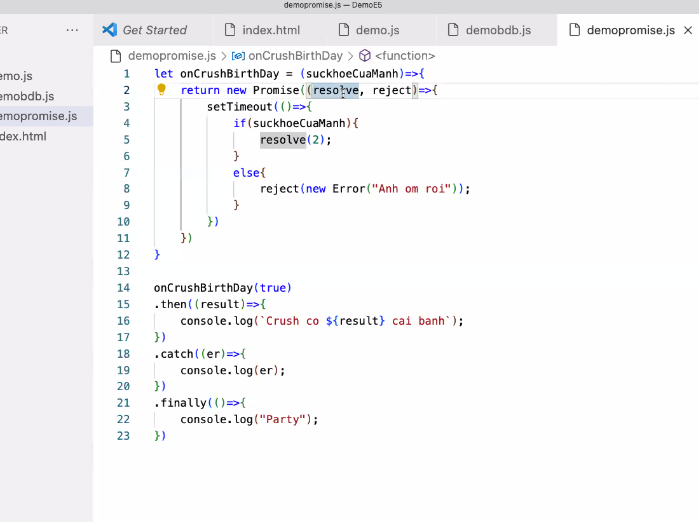 demopromise.js — DemoE6
ER ...
Get Started index.html demo.js demobdb.js demopromise.js
demopromise.js > onCrushBirthDay > <function>
emo.js
emobdb.js
emopromise.js
dex.html
1 let onCrushBirthDay = (suckhoeCuaManh)=>{
2 return new Promise((resolve, reject)=>{
3 setTimeout(()=>{
4 if(suckhoeCuaManh){
5 resolve(2);
6 }
7 else{
8 reject(new Error("Anh om roi"));
9 }
10 })
11 })
12 }
13
14 onCrushBirthDay(true)
15 .then((result)=>{
16 console.log(`Crush co ${result} cai banh`);
17 })
18 .catch((er)=>{
19 console.log(er);
20 })
21 .finally(()=>{
22 console.log("Party");
23 })